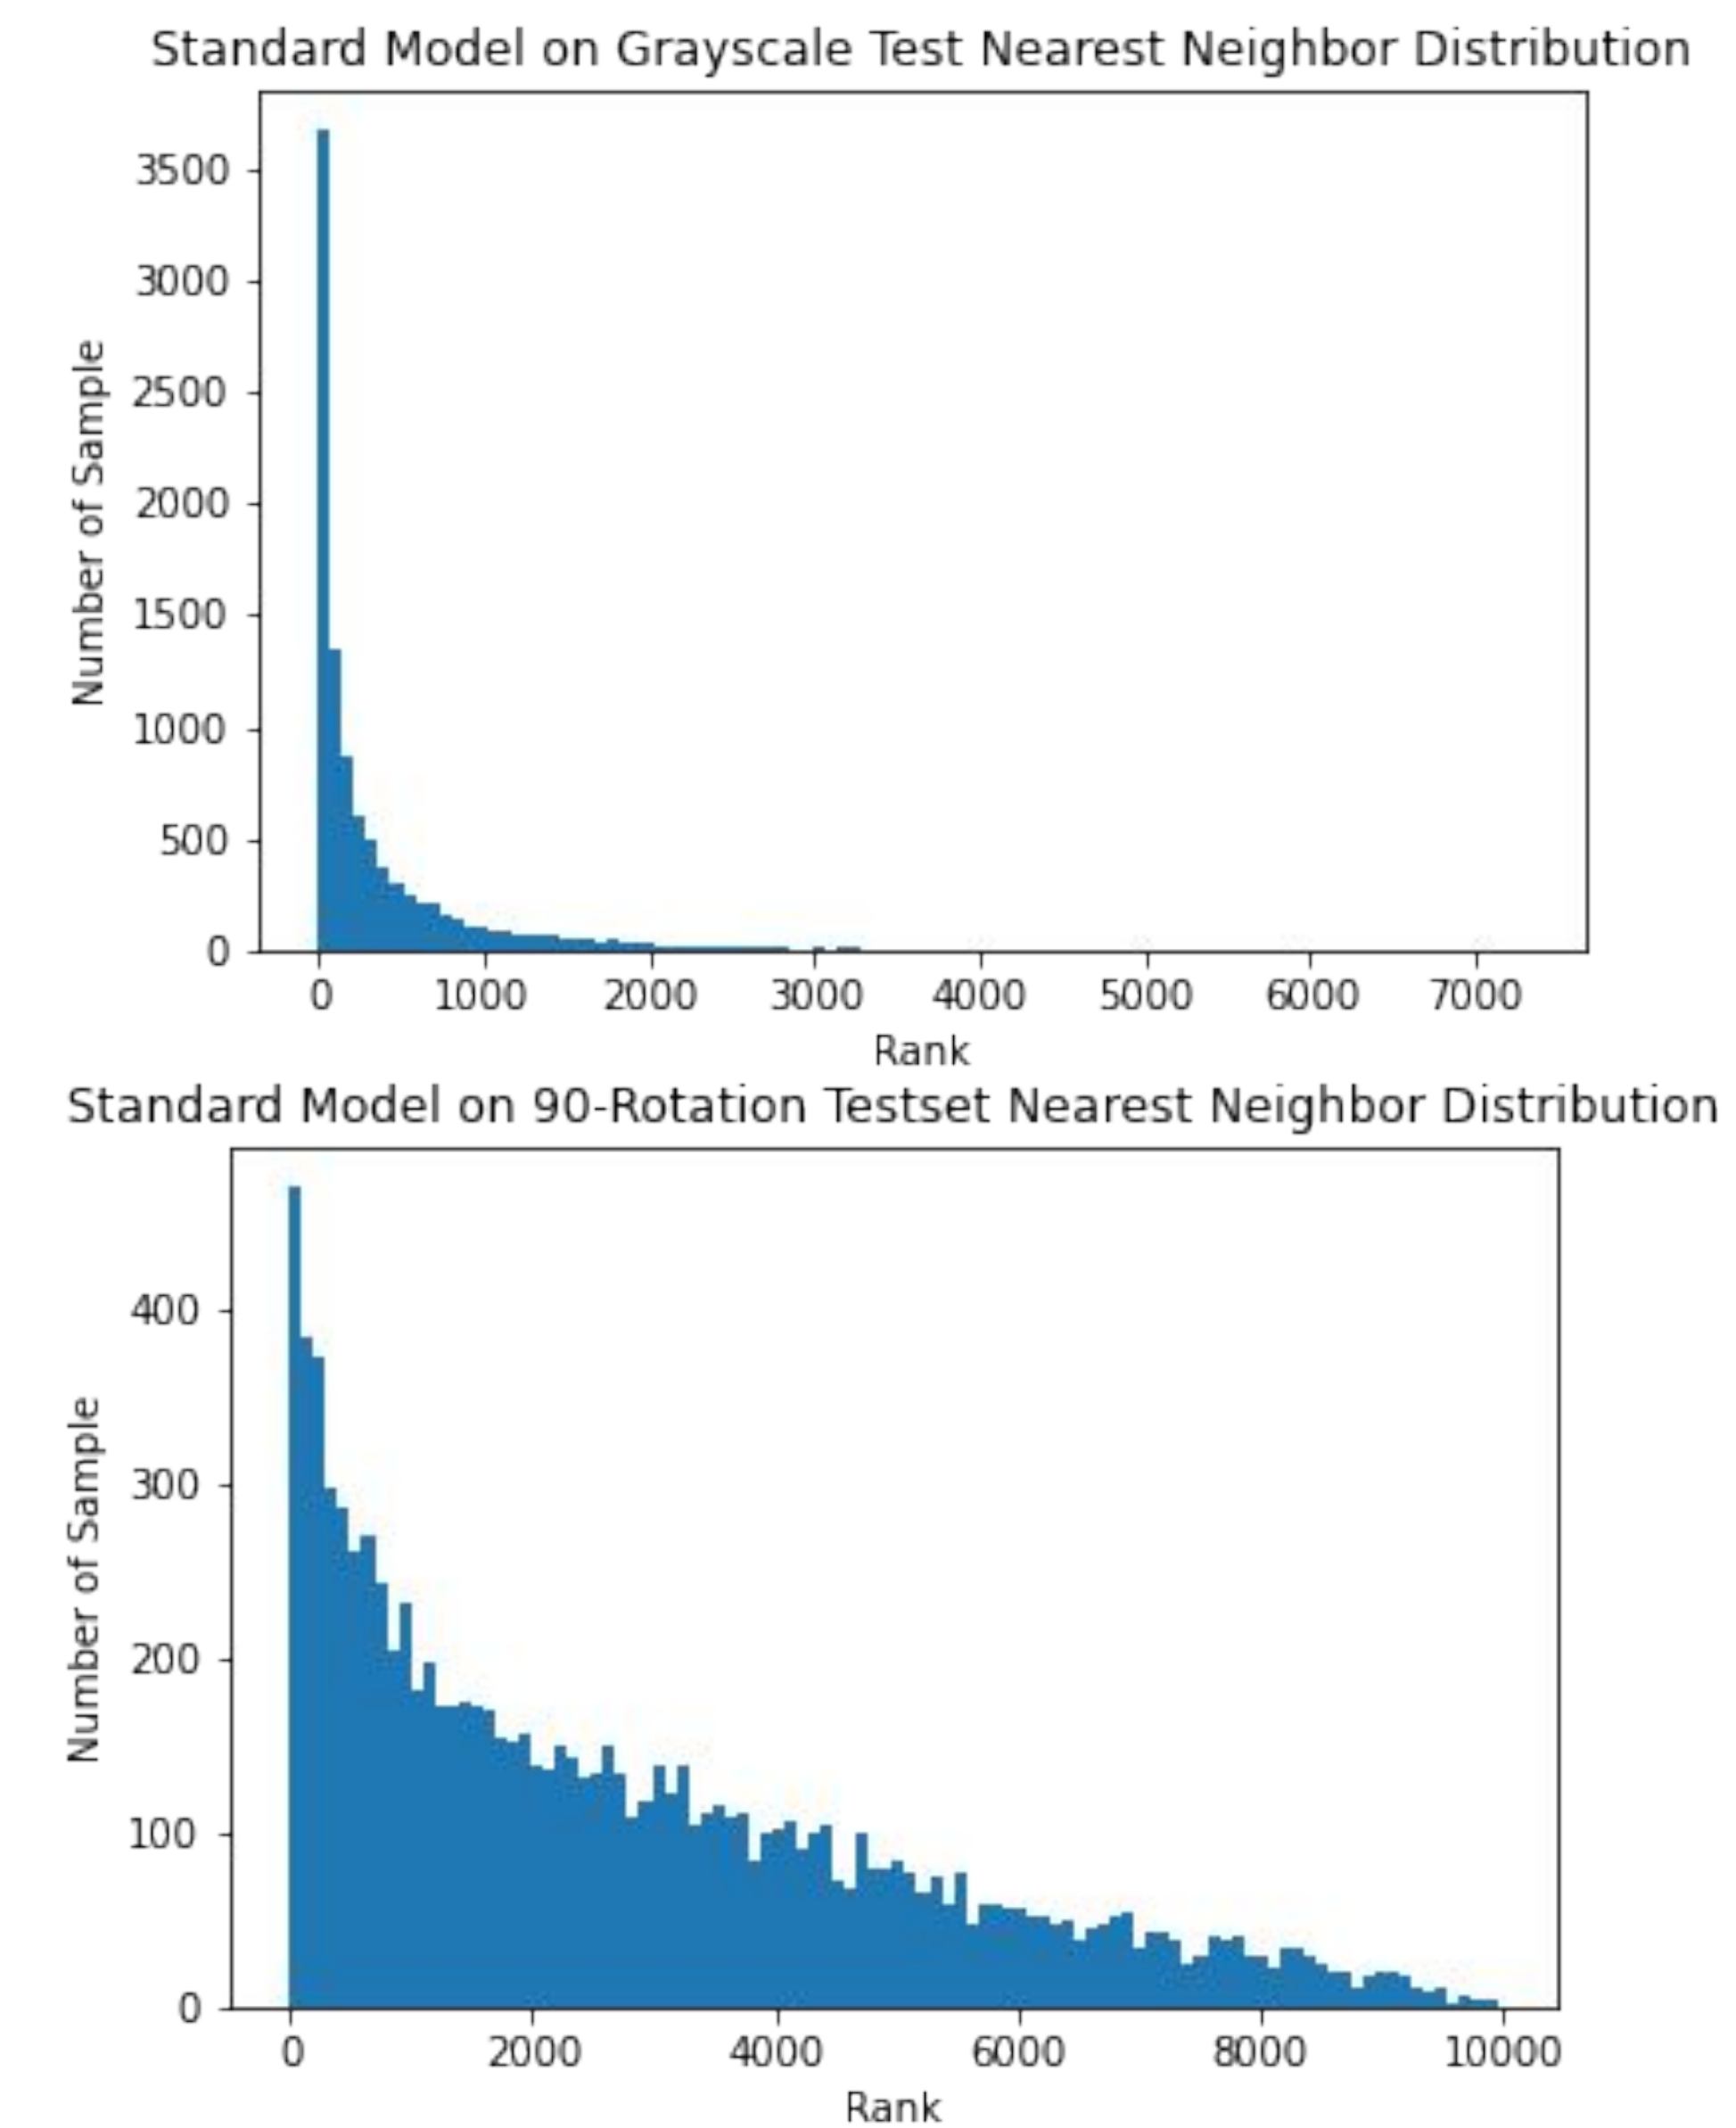 Standard Model on Grayscale Test Nearest Neighbor Distribution
3500
3000
2500
2000
1500
1000
500
0
Number of Sample
0 1000 2000 3000 4000 5000 6000 7000
Rank
Standard Model on 90-Rotation Testset Nearest Neighbor Distribution
400
300
200
100
0
Number of Sample
0 2000 4000 6000 8000 10000
Rank